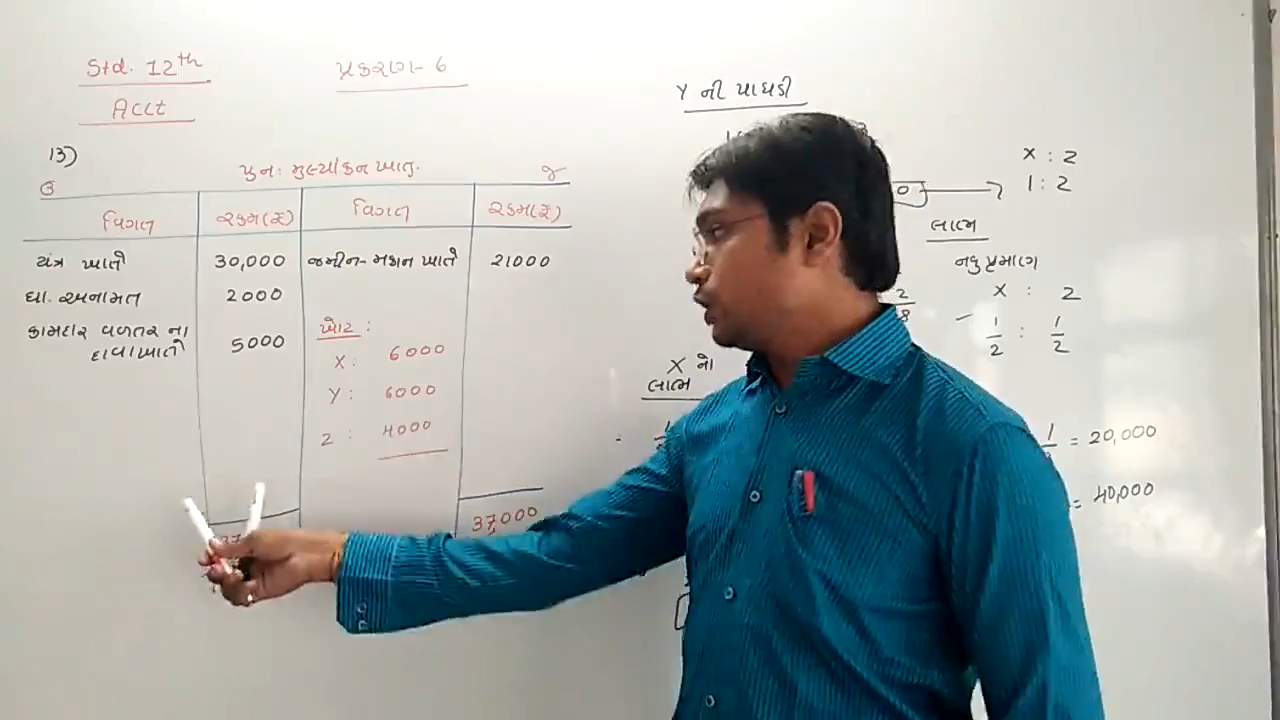 Std. 12th
પ્રકરણ - 6
Acct
13)
પુનઃ મુલ્યાંકન ખાતુ.
ઉ
જ
વિગત રકમ(₹) વિગત રકમ(₹)
યંત્ર ખાતે 30,000 જમીન-મકાન ખાતે 21000
ઘા. અનામત 2000
કામદાર વળતર ના
દાવા ખાતે 5000
ખોટ :
X : 6000
Y : 6000
Z : 4000
37,000
Y ની પાઘડી
X : Z
1 : 2
લાભ
નવુ પ્રમાણ
X : Z
- 1/2 : 1/2
X નો
લાભ
= 20,000
= 40,000